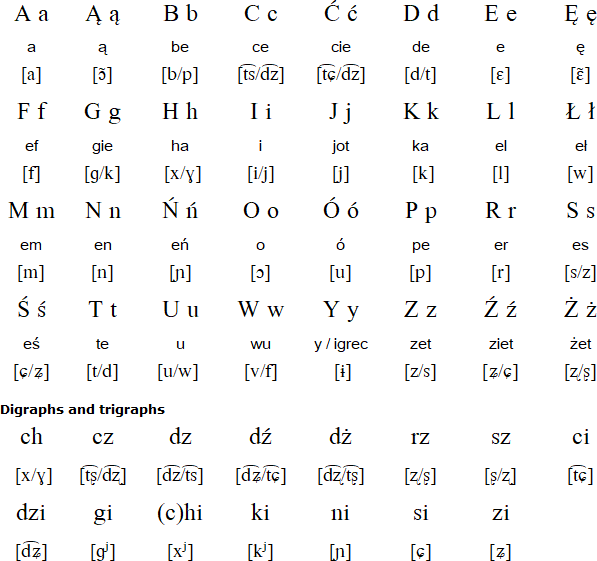 A a Ą ą B b C c Ć ć D d E e Ę ę
a ą be ce cie de e ę
[a] [ɔ̃] [b/p] [t͡s/d͡z] [t͡ɕ/d͡ʑ] [d/t] [ɛ] [ɛ̃]
F f G g H h I i J j K k L l Ł ł
ef gie ha i jot ka el eł
[f] [ɡ/k] [x/ɣ] [i/j] [j] [k] [l] [w]
M m N n Ń ń O o Ó ó P p R r S s
em en eń o ó pe er es
[m] [n] [ɲ] [ɔ] [u] [p] [r] [s/z]
Ś ś T t U u W w Y y Z z Ź ź Ż ż
eś te u wu y / igrec zet ziet żet
[ɕ/ʑ] [t/d] [u/w] [v/f] [ɨ] [z/s] [ʑ/ɕ] [ʐ/ʂ]
Digraphs and trigraphs
ch cz dz dź dż rz sz ci
[x/ɣ] [t͡ʂ/d͡ʐ] [d͡z/t͡s] [d͡ʑ/t͡ɕ] [d͡ʐ/t͡ʂ] [ʐ/ʂ] [ʂ/ʐ] [t͡ɕ]
dzi gi (c)hi ki ni si zi
[d͡ʑ] [ɡʲ] [xʲ] [kʲ] [ɲ] [ɕ] [ʑ]